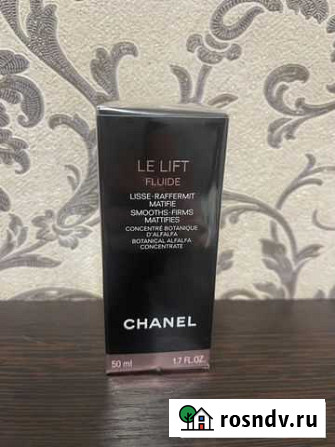 LE LIFT
FLUIDE
LISSE-RAFFERMIT
MATIFIE
SMOOTHS-FIRMS
MATTIFIES
CONCENTRÉ BOTANIQUE
D'ALFALFA
BOTANICAL ALFALFA
CONCENTRATE
CHANEL
50 ml 1.7 FL.OZ.
rosndv.ru